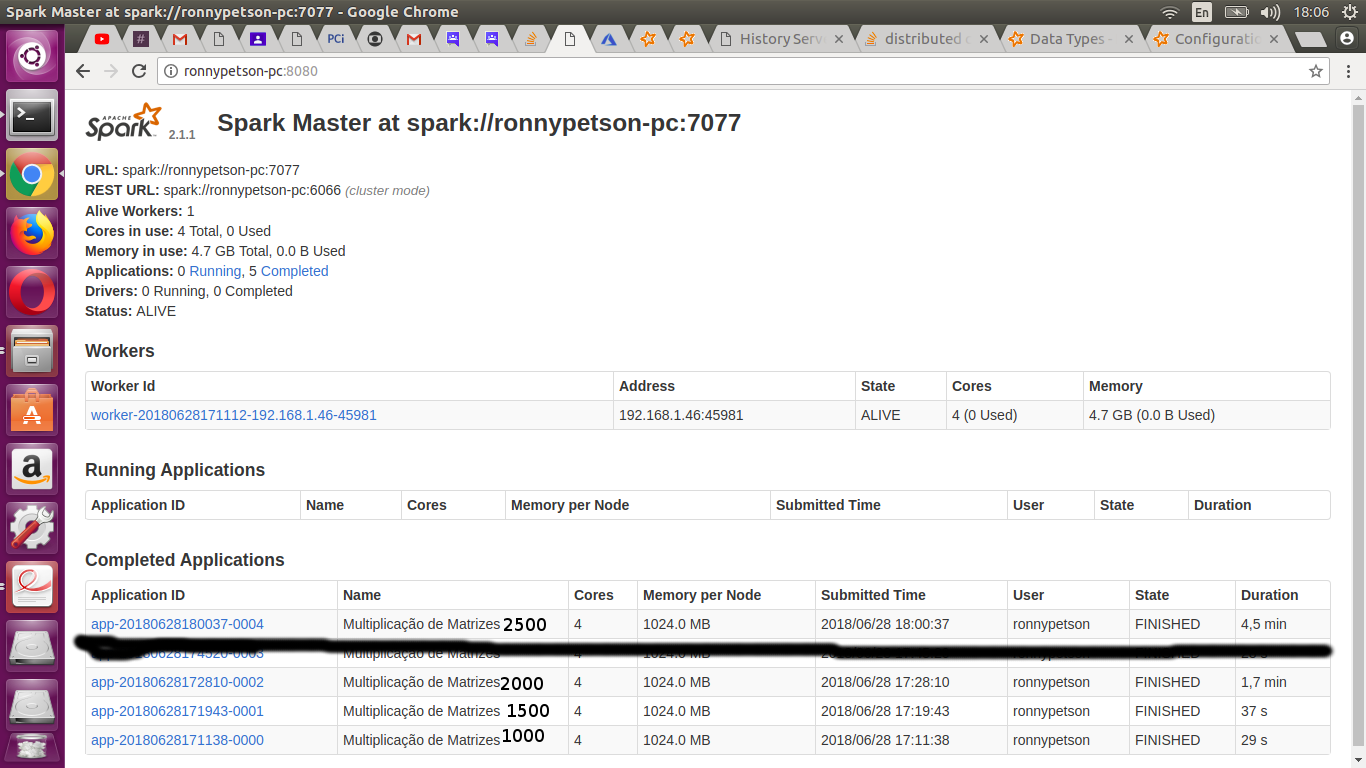 Spark Master at spark://ronnypetson-pc:7077 - Google Chrome
En
18:06
PCi
History Serv
distributed
Data Types -
Configuratio
ronnypetson-pc:8080
APACHE Spark 2.1.1
Spark Master at spark://ronnypetson-pc:7077
URL: spark://ronnypetson-pc:7077
REST URL: spark://ronnypetson-pc:6066 (cluster mode)
Alive Workers: 1
Cores in use: 4 Total, 0 Used
Memory in use: 4.7 GB Total, 0.0 B Used
Applications: 0 Running, 5 Completed
Drivers: 0 Running, 0 Completed
Status: ALIVE
Workers
Worker Id Address State Cores Memory
worker-20180628171112-192.168.1.46-45981 192.168.1.46:45981 ALIVE 4 (0 Used) 4.7 GB (0.0 B Used)
Running Applications
Application ID Name Cores Memory per Node Submitted Time User State Duration
Completed Applications
Application ID Name Cores Memory per Node Submitted Time User State Duration
app-20180628180037-0004 Multiplicação de Matrizes 2500 4 1024.0 MB 2018/06/28 18:00:37 ronnypetson FINISHED 4,5 min
Multiplicação de Matrizes 4 1024.0 MB ronnypetson
app-20180628172810-0002 Multiplicação de Matrizes 2000 4 1024.0 MB 2018/06/28 17:28:10 ronnypetson FINISHED 1,7 min
app-20180628171943-0001 Multiplicação de Matrizes 1500 4 1024.0 MB 2018/06/28 17:19:43 ronnypetson FINISHED 37 s
app-20180628171138-0000 Multiplicação de Matrizes 1000 4 1024.0 MB 2018/06/28 17:11:38 ronnypetson FINISHED 29 s